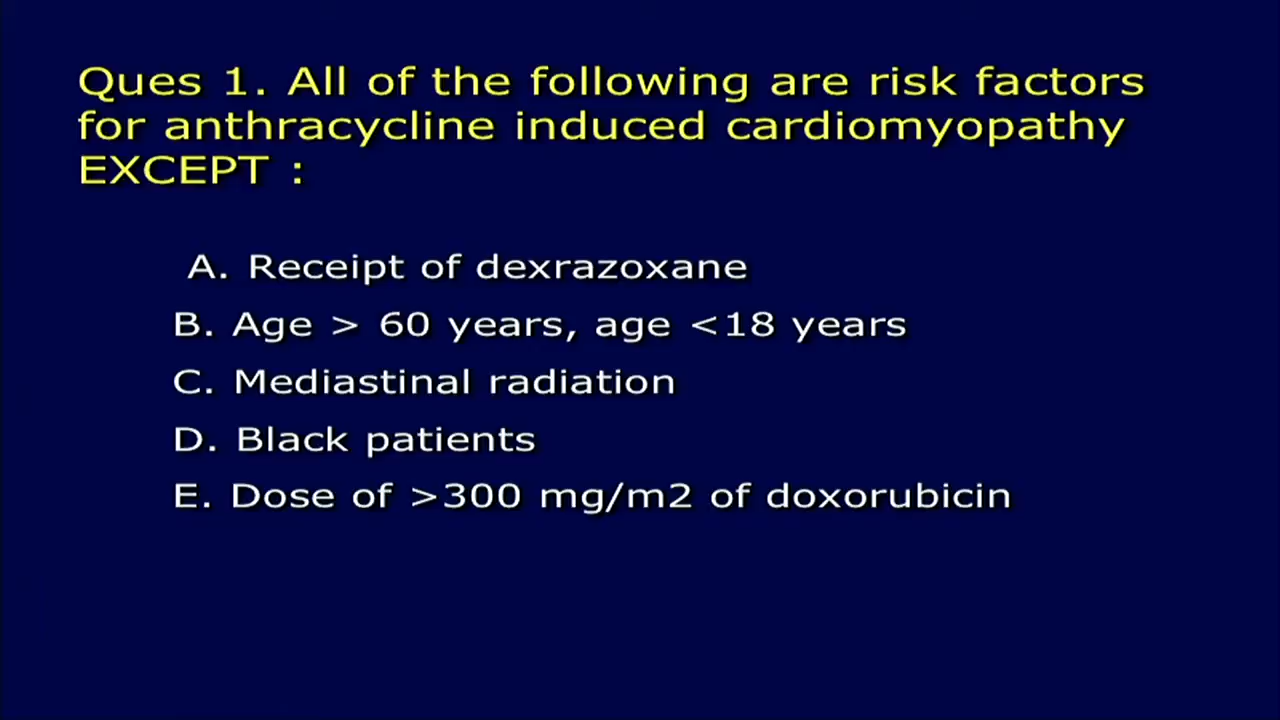 Ques 1. All of the following are risk factors
for anthracycline induced cardiomyopathy
EXCEPT :
A. Receipt of dexrazoxane
B. Age > 60 years, age <18 years
C. Mediastinal radiation
D. Black patients
E. Dose of >300 mg/m2 of doxorubicin